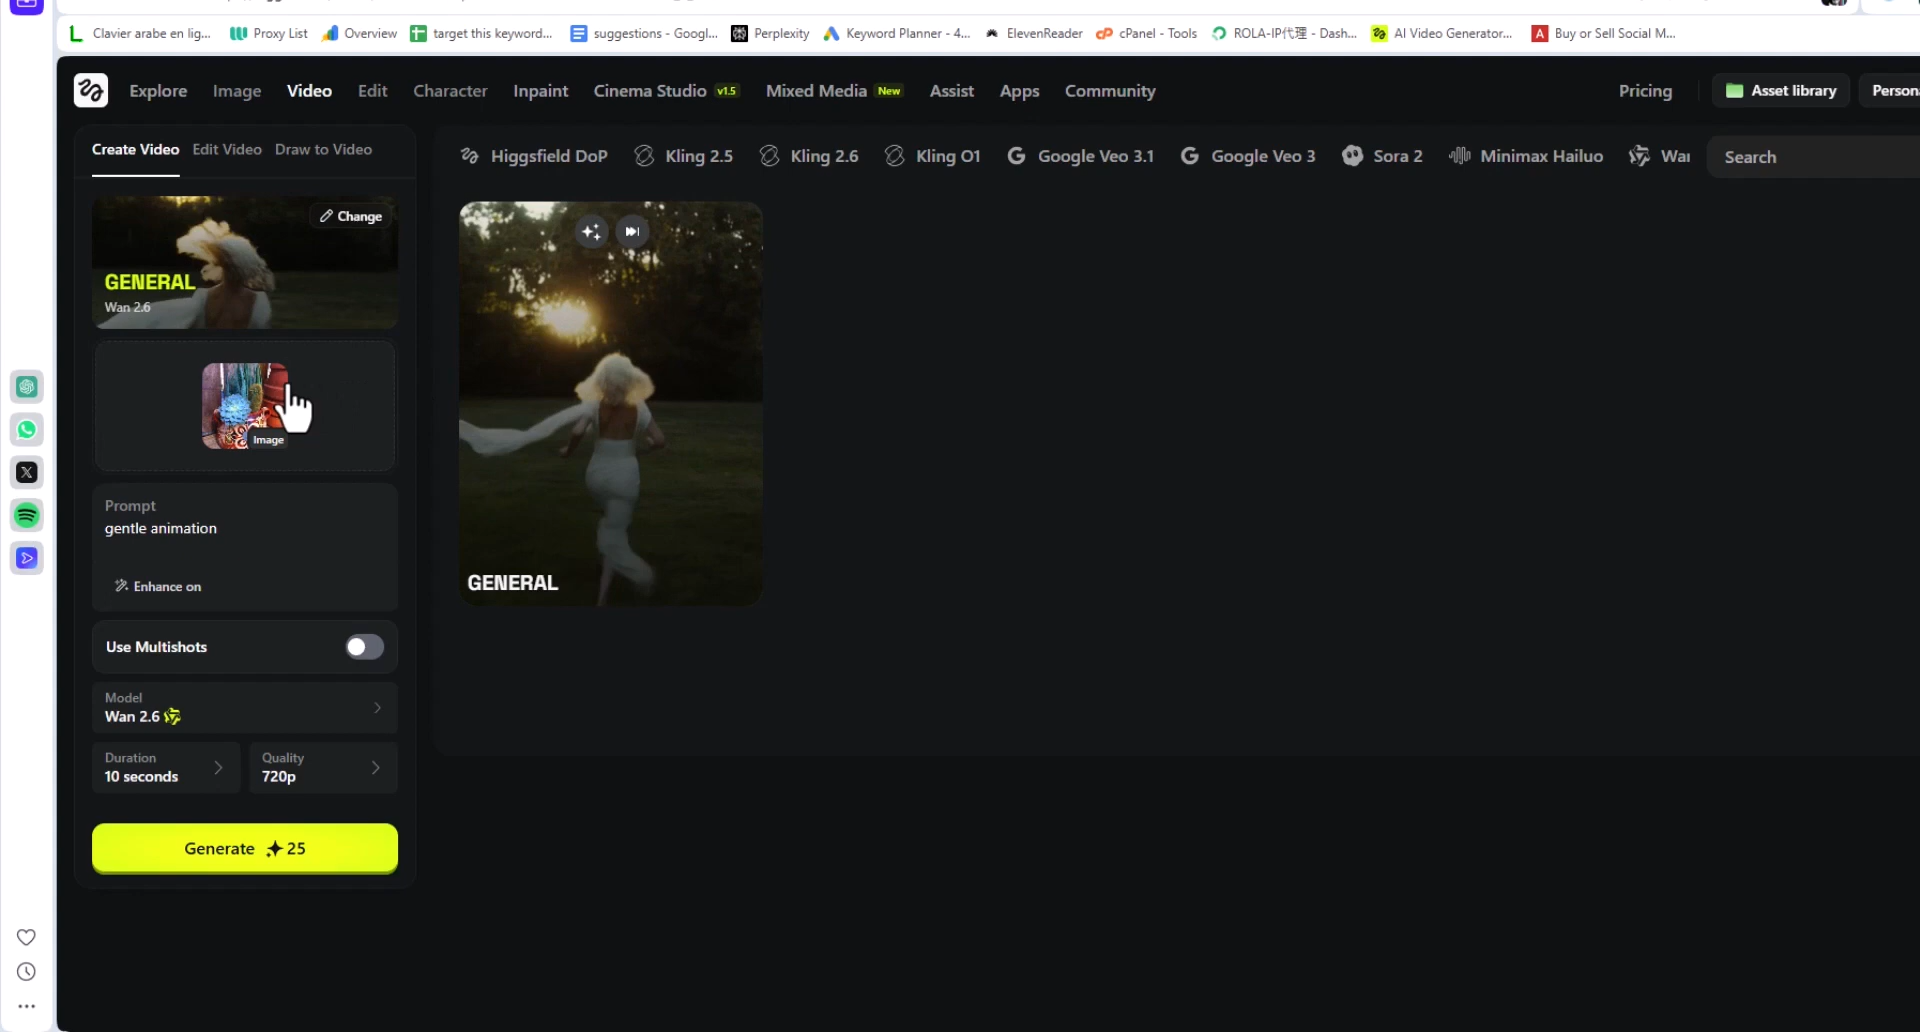 Clavier arabe en lig...
Proxy List
Overview
target this keyword...
suggestions - Googl...
Perplexity
Keyword Planner - 4...
ElevenReader
cPanel - Tools
ROLA-IP代理 - Dash...
AI Video Generator...
Buy or Sell Social M...
Explore
Image
Video
Edit
Character
Inpaint
Cinema Studio v1.5
Mixed Media New
Assist
Apps
Community
Pricing
Asset library
Persona
Create Video
Edit Video
Draw to Video
Higgsfield DoP
Kling 2.5
Kling 2.6
Kling O1
Google Veo 3.1
Google Veo 3
Sora 2
Minimax Hailuo
Wan
Search
Change
GENERAL
Wan 2.6
Image
Prompt
gentle animation
Enhance on
Use Multishots
Model
Wan 2.6
Duration
10 seconds
Quality
720p
Generate 25
GENERAL